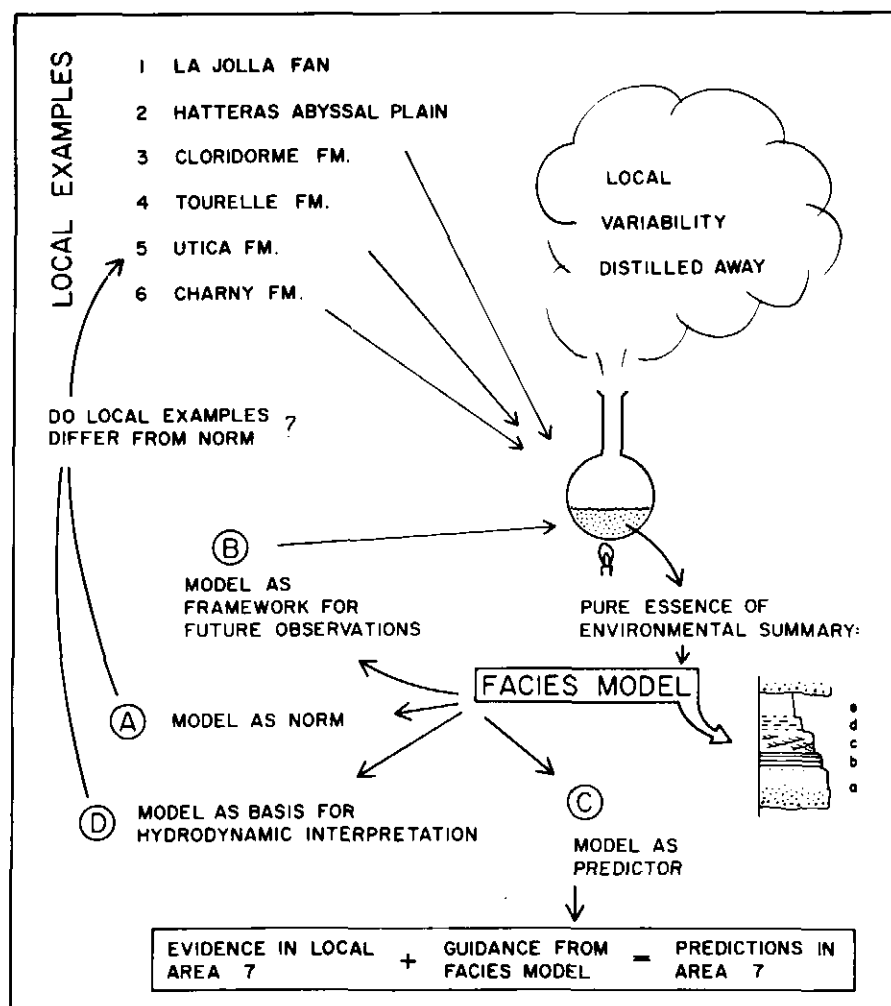 LOCAL EXAMPLES
1 LA JOLLA FAN
2 HATTERAS ABYSSAL PLAIN
3 CLORIDORME FM.
4 TOURELLE FM.
5 UTICA FM.
6 CHARNY FM.
LOCAL
VARIABILITY
DISTILLED AWAY
DO LOCAL EXAMPLES
DIFFER FROM NORM ?
B
MODEL AS
FRAMEWORK FOR
FUTURE OBSERVATIONS
PURE ESSENCE OF
ENVIRONMENTAL SUMMARY:
FACIES MODEL
e
d
c
b
a
A MODEL AS NORM
D MODEL AS BASIS FOR
HYDRODYNAMIC INTERPRETATION
C
MODEL AS
PREDICTOR
EVIDENCE IN LOCAL
AREA 7
+
GUIDANCE FROM
FACIES MODEL
=
PREDICTIONS IN
AREA 7